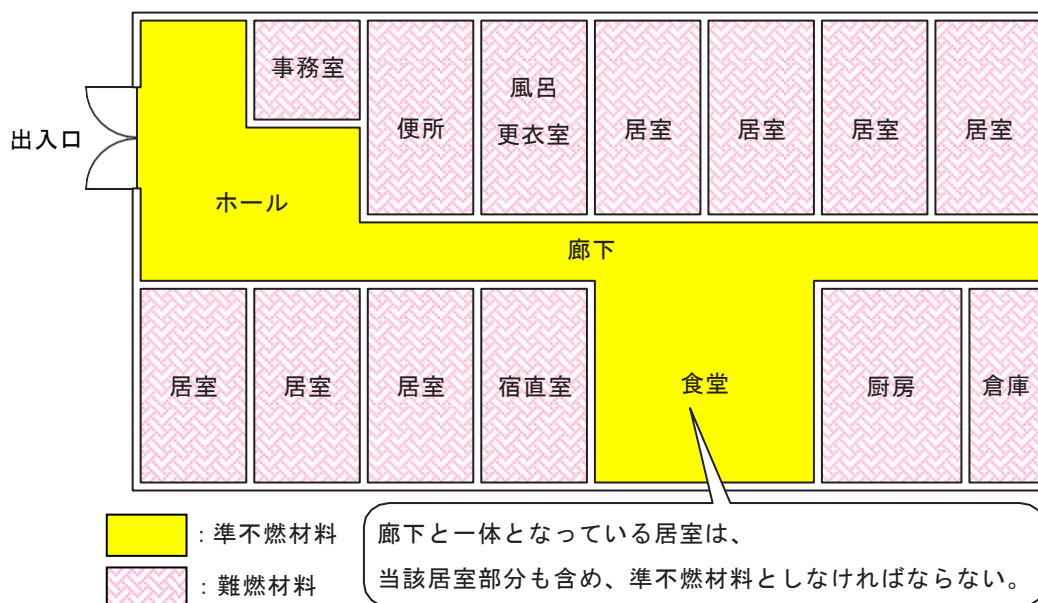 事務室
便所
風呂
更衣室
居室
居室
居室
居室
出入口
ホール
廊下
居室
居室
居室
宿直室
食堂
厨房
倉庫
：準不燃材料
：難燃材料
廊下と一体となっている居室は、
当該居室部分も含め、準不燃材料としなければならない。